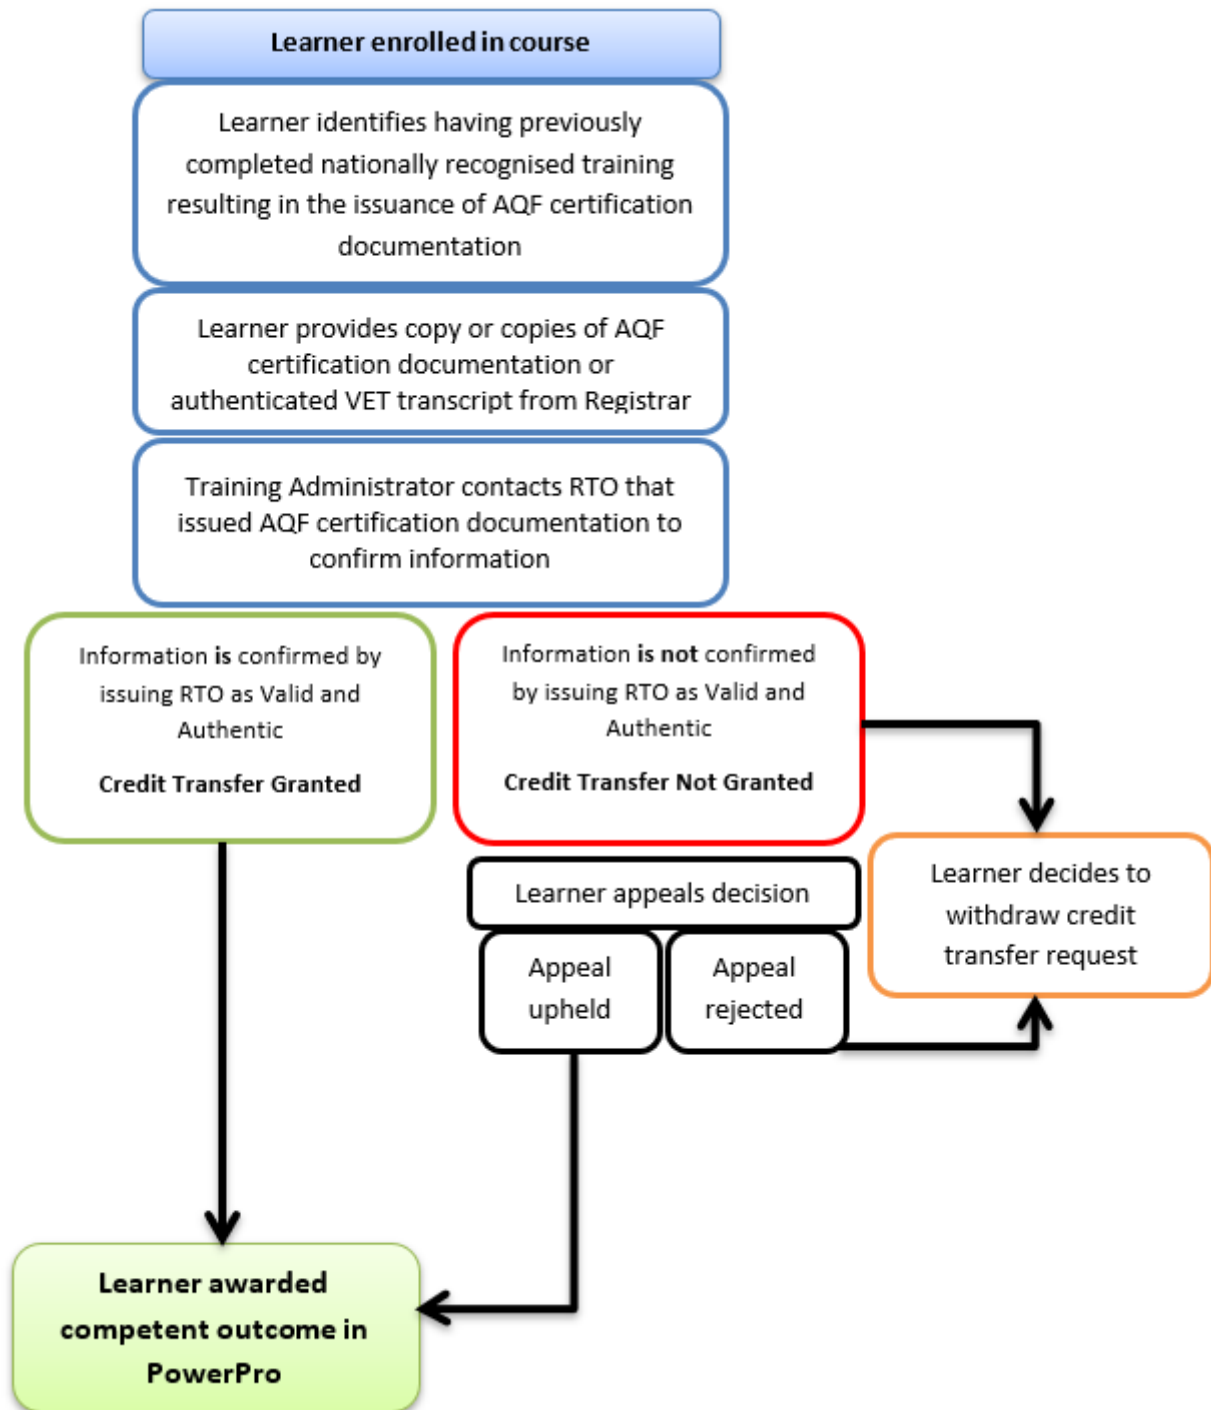 Learner enrolled in course
Learner identifies having previously
completed nationally recognised training
resulting in the issuance of AQF certification
documentation
Learner provides copy or copies of AQF
certification documentation or
authenticated VET transcript from Registrar
Training Administrator contacts RTO that
issued AQF certification documentation to
confirm information
Information is confirmed by
issuing RTO as Valid and
Authentic
Credit Transfer Granted
Information is not confirmed
by issuing RTO as Valid and
Authentic
Credit Transfer Not Granted
Learner appeals decision
Appeal
upheld
Appeal
rejected
Learner decides to
withdraw credit
transfer request
Learner awarded
competent outcome in
PowerPro